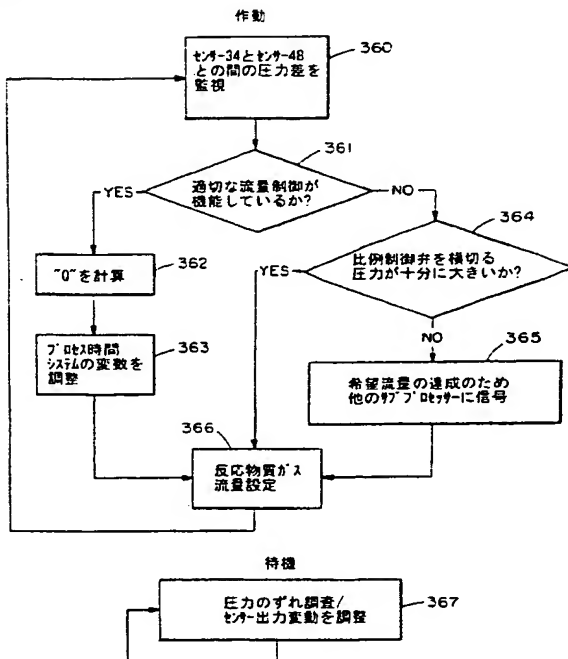 作動
センサー34とセンサー48
との間の圧力差を
監視
360
361
適切な流量制御が
機能しているか?
YES
NO
364
比例制御弁を横切る
圧力が十分に大きいか?
YES
NO
"Q"を計算
362
プロセス時間
システムの変数を
調整
363
365
希望流量の達成のため
他のサブプロセッサーに信号
366
反応物質ガス
流量設定
待機
圧力のずれ調査/
センサー出力変動を調整
367